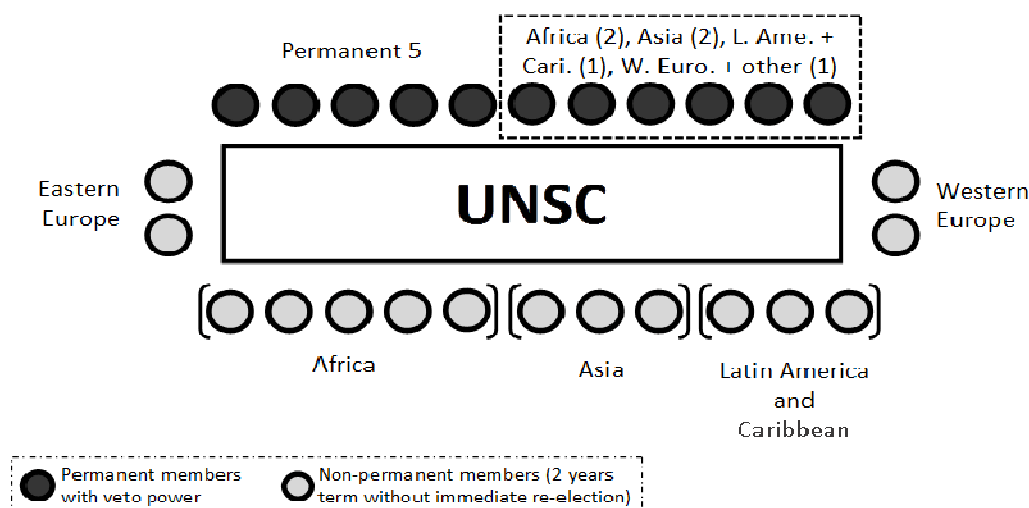 Permanent 5
Africa (2), Asia (2), L. Ame. +
Cari. (1), W. Euro. + other (1)
Eastern
Europe
UNSC
Western
Europe
Africa
Asia
Latin America
and
Caribbean
Permanent members
with veto power
Non-permanent members (2 years
term without immediate re-election)